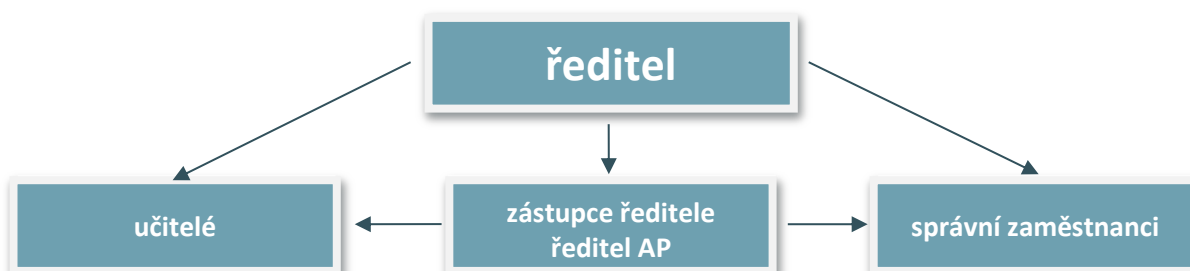 ředitel
učitelé
zástupce ředitele
ředitel AP
správní zaměstnanci